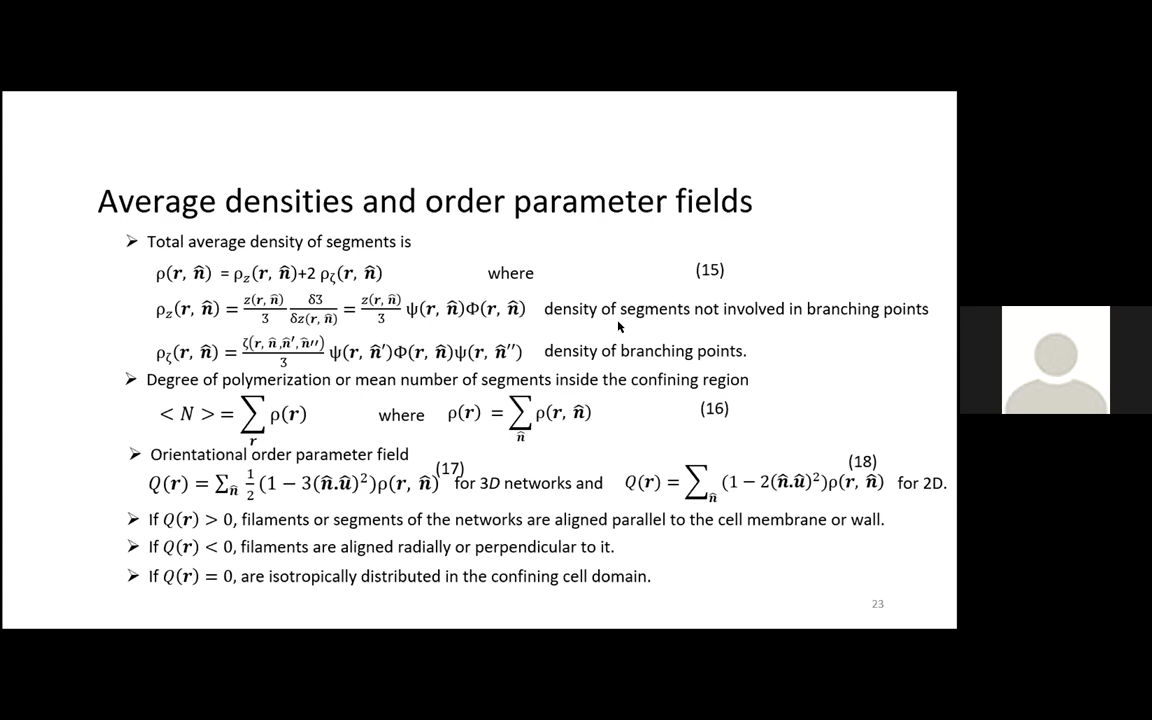 Average densities and order parameter fields
➢ Total average density of segments is
ρ(r, n̂) = ρ_z(r, n̂)+2 ρ_ζ(r, n̂) where (15)
ρ_z(r, n̂) = z(r, n̂)/3 δℨ/δz(r, n̂) = z(r, n̂)/3 ψ(r, n̂)Φ(r, n̂) density of segments not involved in branching points
ρ_ζ(r, n̂) = ζ(r, n̂ ,n̂′, n̂′′)/3 ψ(r, n̂′)Φ(r, n̂)ψ(r, n̂′′) density of branching points.
➢ Degree of polymerization or mean number of segments inside the confining region
< N > = ∑_r ρ(r) where ρ(r) = ∑_n̂ ρ(r, n̂) (16)
➢ Orientational order parameter field
Q(r) = ∑_n̂ 1/2 (1 − 3(n̂.û)²)ρ(r, n̂) (17) for 3D networks and Q(r) = ∑_n̂ (1 − 2(n̂.û)²)ρ(r, n̂) (18) for 2D.
➢ If Q(r) > 0, filaments or segments of the networks are aligned parallel to the cell membrane or wall.
➢ If Q(r) < 0, filaments are aligned radially or perpendicular to it.
➢ If Q(r) = 0, are isotropically distributed in the confining cell domain.
23